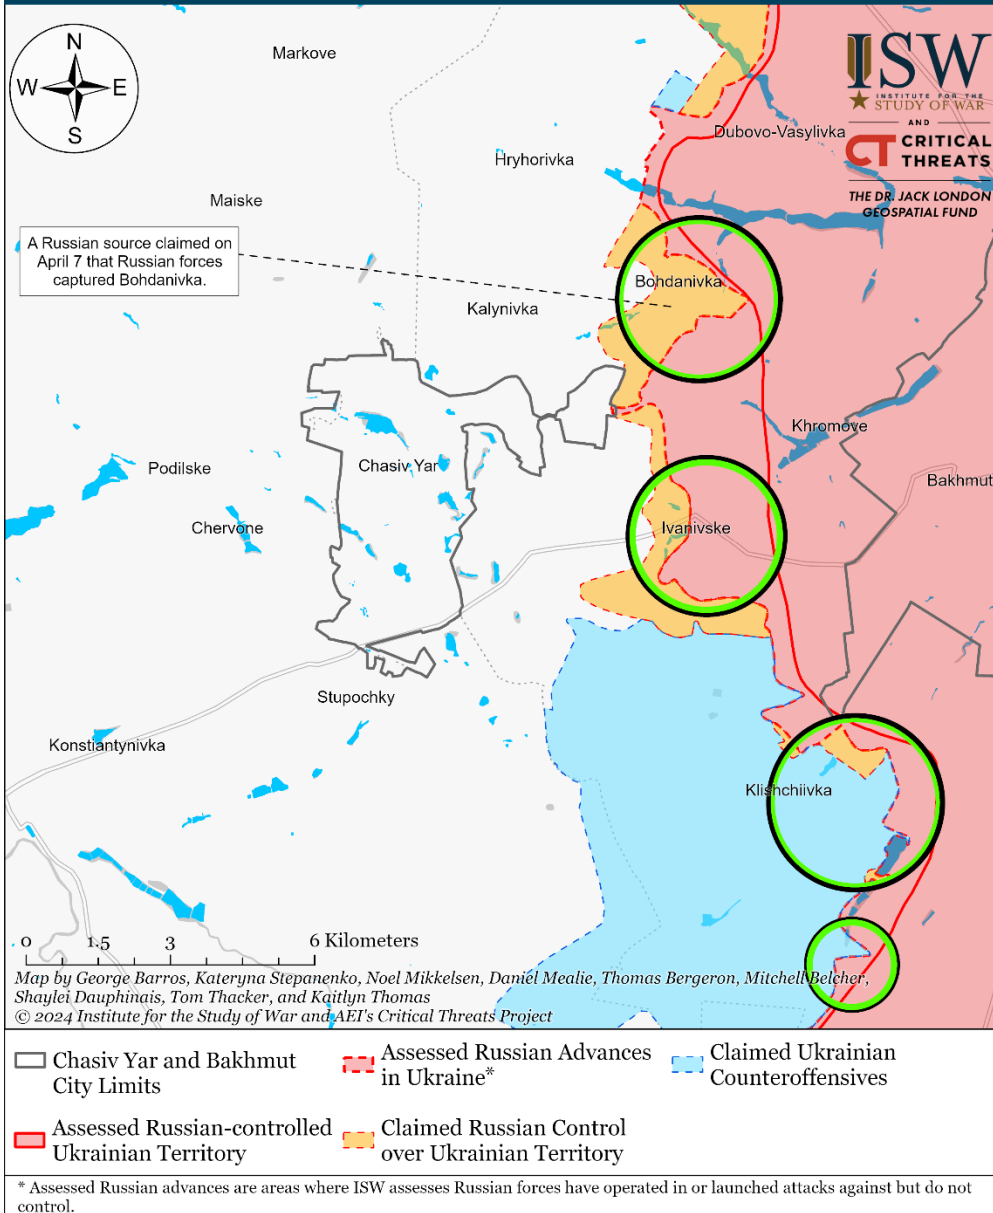 N
W
E
S
Markove
ISW
INSTITUTE FOR THE
STUDY OF WAR
AND
CT CRITICAL
THREATS
THE DR. JACK LONDON
GEOSPATIAL FUND
Dubovo-Vasylivka
Hryhorivka
Maiske
A Russian source claimed on
April 7 that Russian forces
captured Bohdanivka.
Bohdanivka
Kalynivka
Khromove
Chasiv Yar
Podilske
Bakhmut
Chervone
Ivanivske
Stupochky
Konstiantynivka
Klishchiivka
0 1.5 3 6 Kilometers
Map by George Barros, Kateryna Stepanenko, Noel Mikkelsen, Daniel Mealie, Thomas Bergeron, Mitchell Belcher,
Shaylei Dauphinais, Tom Thacker, and Kaitlyn Thomas
© 2024 Institute for the Study of War and AEI's Critical Threats Project
Chasiv Yar and Bakhmut
City Limits
Assessed Russian Advances
in Ukraine*
Claimed Ukrainian
Counteroffensives
Assessed Russian-controlled
Ukrainian Territory
Claimed Russian Control
over Ukrainian Territory
* Assessed Russian advances are areas where ISW assesses Russian forces have operated in or launched attacks against but do not
control.